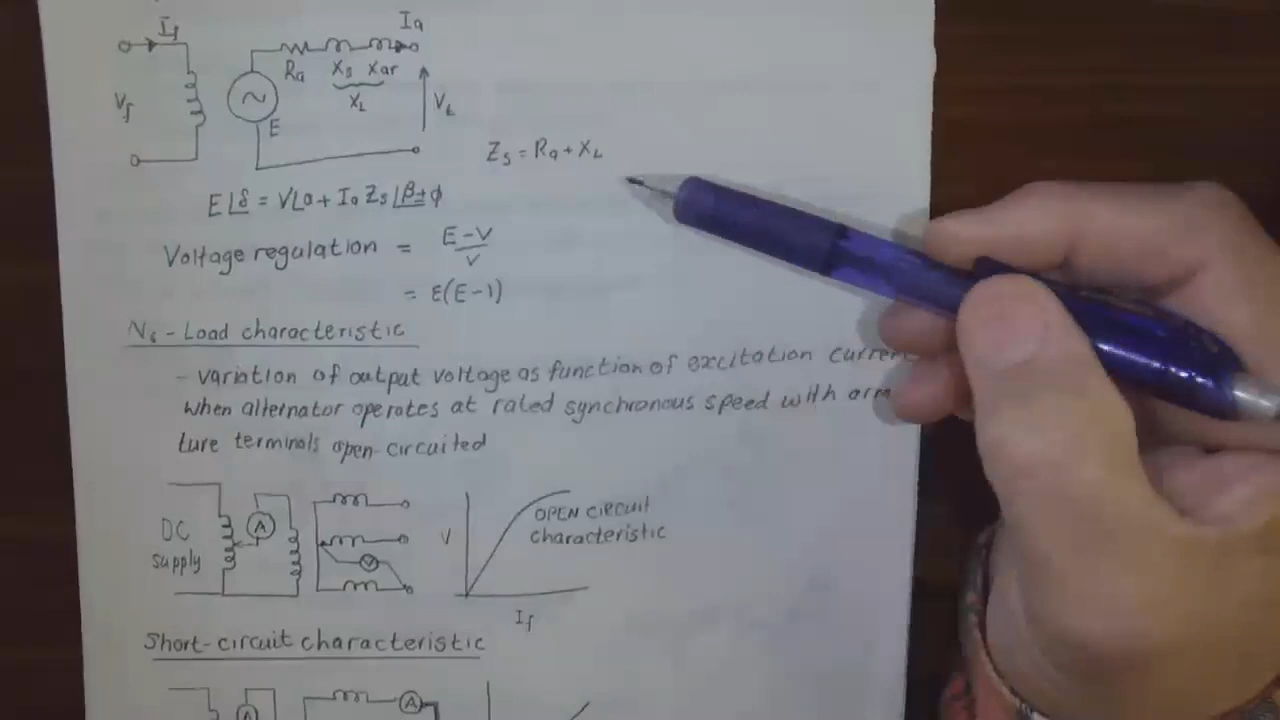 If
Ia
Ra Xs Xar
XL
Vf
E
VL
Zs = Ra + XL
E∠δ = V∠0 + Ia Zs ∠β±φ
Voltage regulation = E-V/V
= ε(E-1)
- Load characteristic
- variation of output voltage as function of excitation curren
when alternator operates at rated synchronous speed with arm
ture terminals open-circuited
DC
supply
A
V
V
OPEN CIRCUIT
characteristic
If
Short-circuit characteristic
A
A